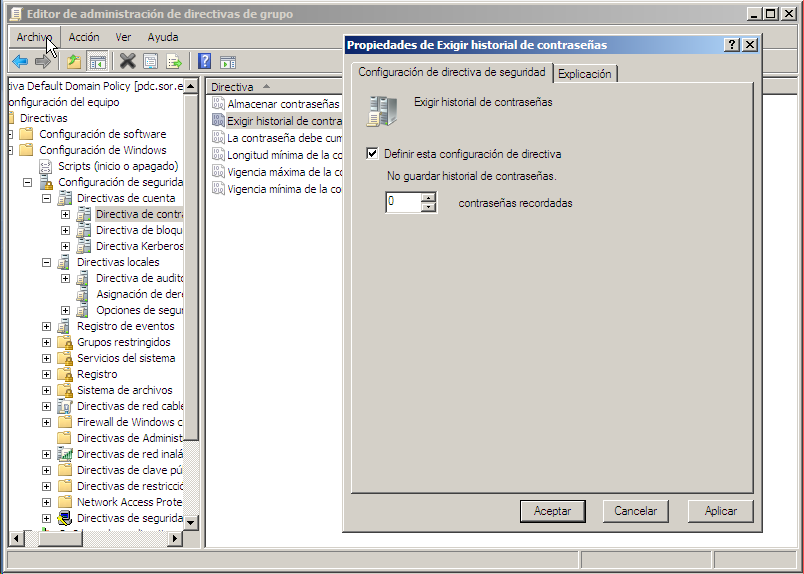 Editor de administración de directivas de grupo
Archivo Acción Ver Ayuda
iva Default Domain Policy [pdc.sor.e
onfiguración del equipo
Directivas
Configuración de software
Configuración de Windows
Scripts (inicio o apagado)
Configuración de segurida
Directivas de cuenta
Directiva de contra
Directiva de bloqu
Directiva Kerberos
Directivas locales
Directiva de audito
Asignación de dere
Opciones de segur
Registro de eventos
Grupos restringidos
Servicios del sistema
Registro
Sistema de archivos
Directivas de red cable
Firewall de Windows c
Directivas de Administ
Directivas de red inalá
Directivas de clave pú
Directivas de restricció
Network Access Prote
Directivas de segurida
Directiva
Almacenar contraseñas
Exigir historial de contra
La contraseña debe cum
Longitud mínima de la co
Vigencia máxima de la co
Vigencia mínima de la co
Propiedades de Exigir historial de contraseñas
Configuración de directiva de seguridad Explicación
Exigir historial de contraseñas
Definir esta configuración de directiva
No guardar historial de contraseñas.
0 contraseñas recordadas
Aceptar Cancelar Aplicar